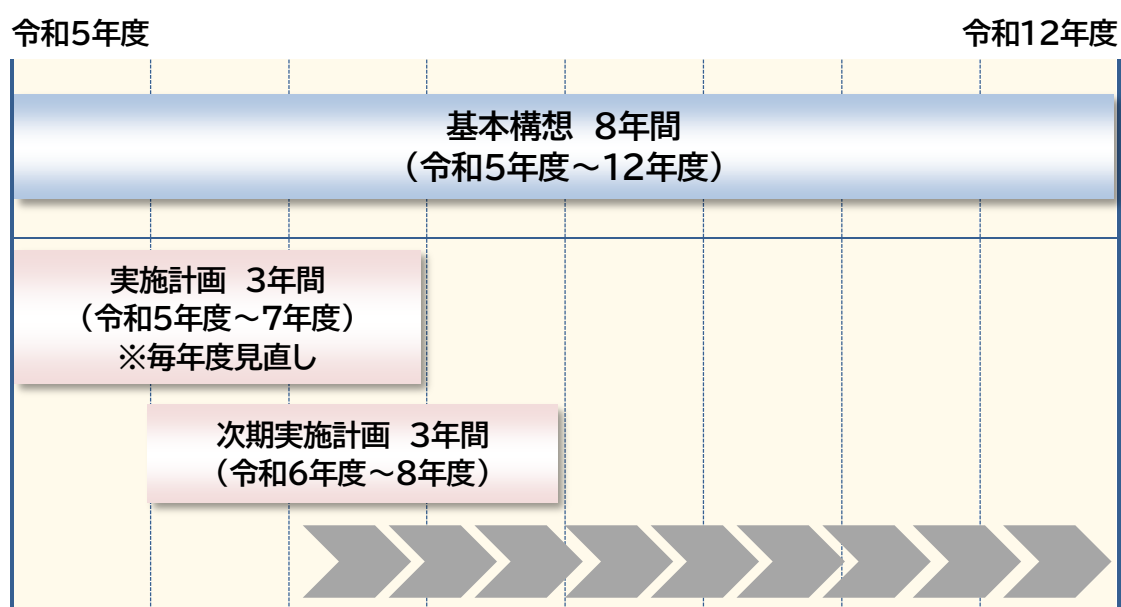 令和5年度
令和12年度
基本構想 8年間
（令和5年度～12年度）
実施計画 3年間
（令和5年度～7年度）
※毎年度見直し
次期実施計画 3年間
（令和6年度～8年度）